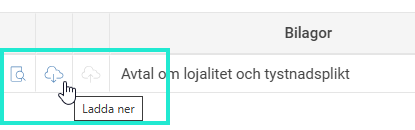 Bilagor
Avtal om lojalitet och tystnadsplikt
Ladda ner